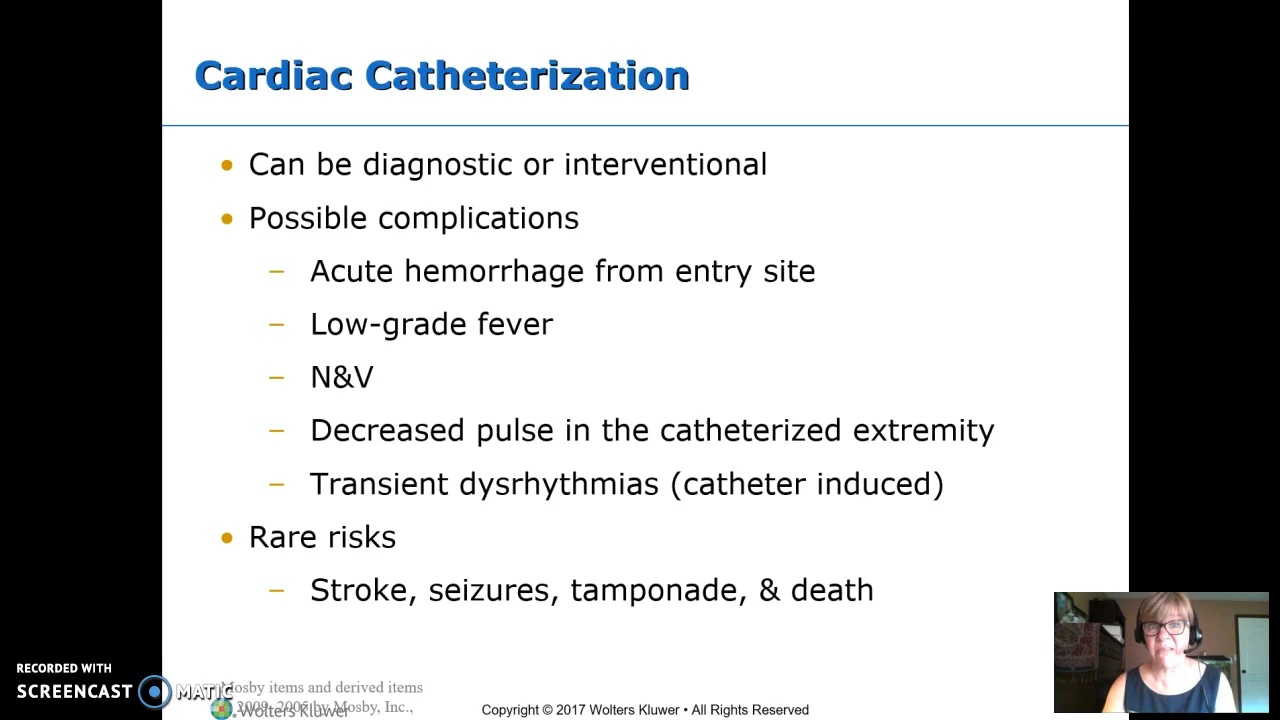 Cardiac Catheterization
• Can be diagnostic or interventional
• Possible complications
– Acute hemorrhage from entry site
– Low-grade fever
– N&V
– Decreased pulse in the catheterized extremity
– Transient dysrhythmias (catheter induced)
• Rare risks
– Stroke, seizures, tamponade, & death
RECORDED WITH
SCREENCAST MATIC
Mosby items and derived items
2009, 2005 by Mosby, Inc.,
Wolters Kluwer
Copyright © 2017 Wolters Kluwer • All Rights Reserved